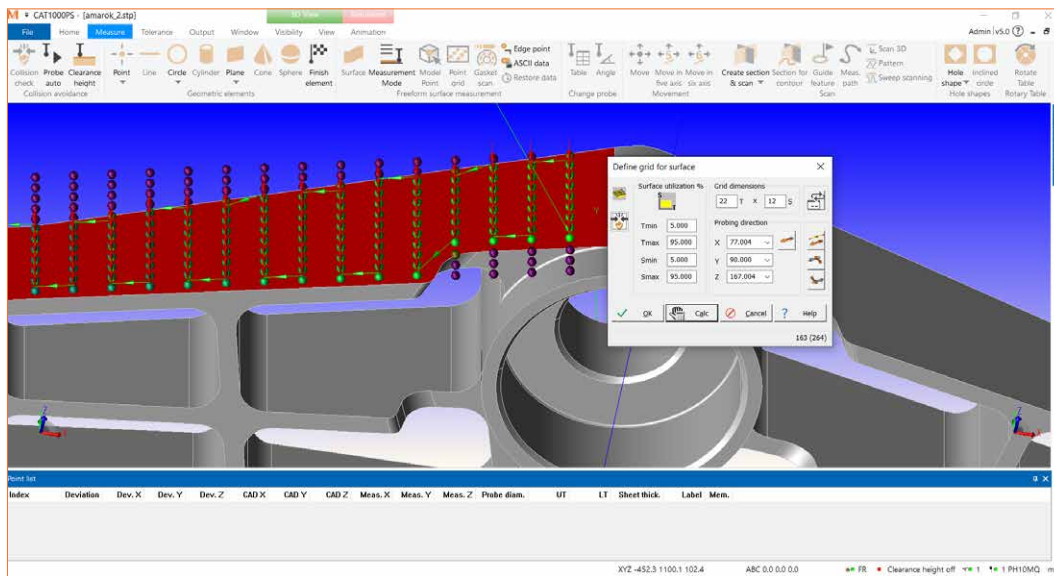 CAT1000PS - [amarok_2.stp]
3D View
File Home Measure Tolerance Output Window Visibility View Animation
Admin v5.0
Collision check
Probe auto
Clearance height
Collision avoidance
Point Line Circle Cylinder Plane Cone Sphere
Finish element
Geometric elements
Surface
Measurement Mode
Model Point
Point grid
Gasket scan
Edge point
ASCII data
Restore data
Freeform surface measurement
Table Angle
Change probe
Move
Move in five axis
Move in six axis
Movement
Create section & scan
Section for contour
Guide feature
Meas. path
Scan 3D
Pattern
Sweep scanning
Scan
Hole shape
Inclined circle
Hole shapes
Rotate Table
Rotary Table
Define grid for surface
Surface utilization %
S
T
Tmin 5.000
Tmax 95.000
Smin 5.000
Smax 95.000
Grid dimensions
22 T X 12 S
Probing direction
X 77.004
Y 90.000
Z 167.004
OK Calc Cancel Help
163 (264)
Y
Z
X
Z
X
Point list
Index Deviation Dev. X Dev. Y Dev. Z CAD X CAD Y CAD Z Meas. X Meas. Y Meas. Z Probe diam. UT LT Sheet thick. Label Mem.
XYZ -452.3 1100.1 102.4 ABC 0.0 0.0 0.0 FR Clearance height off 1 1 PH10MQ m